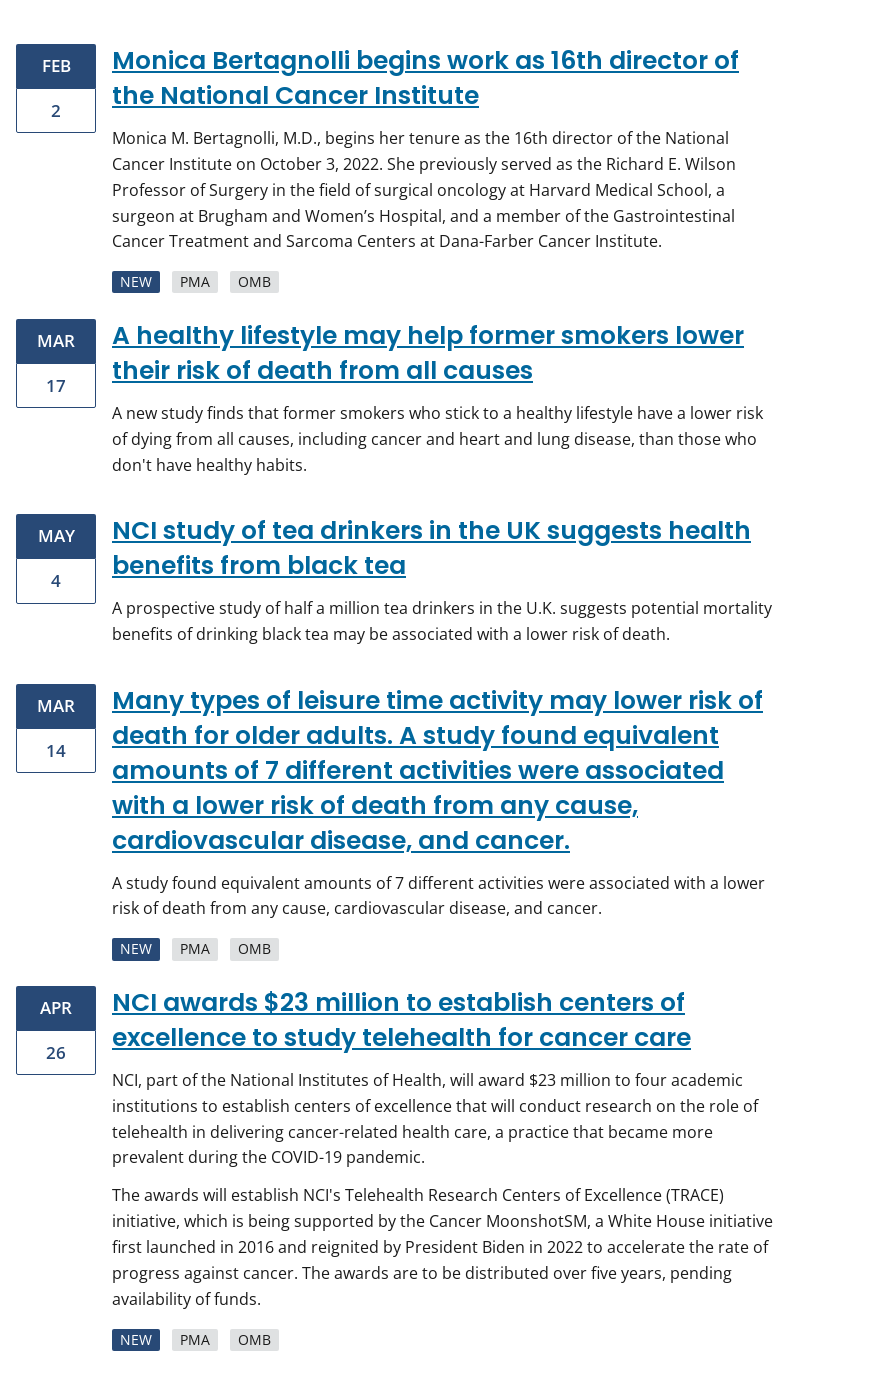 FEB
2
Monica Bertagnolli begins work as 16th director of
the National Cancer Institute
Monica M. Bertagnolli, M.D., begins her tenure as the 16th director of the National
Cancer Institute on October 3, 2022. She previously served as the Richard E. Wilson
Professor of Surgery in the field of surgical oncology at Harvard Medical School, a
surgeon at Brugham and Women’s Hospital, and a member of the Gastrointestinal
Cancer Treatment and Sarcoma Centers at Dana-Farber Cancer Institute.
NEW PMA OMB
MAR
17
A healthy lifestyle may help former smokers lower
their risk of death from all causes
A new study finds that former smokers who stick to a healthy lifestyle have a lower risk
of dying from all causes, including cancer and heart and lung disease, than those who
don't have healthy habits.
MAY
4
NCI study of tea drinkers in the UK suggests health
benefits from black tea
A prospective study of half a million tea drinkers in the U.K. suggests potential mortality
benefits of drinking black tea may be associated with a lower risk of death.
MAR
14
Many types of leisure time activity may lower risk of
death for older adults. A study found equivalent
amounts of 7 different activities were associated
with a lower risk of death from any cause,
cardiovascular disease, and cancer.
A study found equivalent amounts of 7 different activities were associated with a lower
risk of death from any cause, cardiovascular disease, and cancer.
NEW PMA OMB
APR
26
NCI awards $23 million to establish centers of
excellence to study telehealth for cancer care
NCI, part of the National Institutes of Health, will award $23 million to four academic
institutions to establish centers of excellence that will conduct research on the role of
telehealth in delivering cancer-related health care, a practice that became more
prevalent during the COVID-19 pandemic.
The awards will establish NCI's Telehealth Research Centers of Excellence (TRACE)
initiative, which is being supported by the Cancer MoonshotSM, a White House initiative
first launched in 2016 and reignited by President Biden in 2022 to accelerate the rate of
progress against cancer. The awards are to be distributed over five years, pending
availability of funds.
NEW PMA OMB